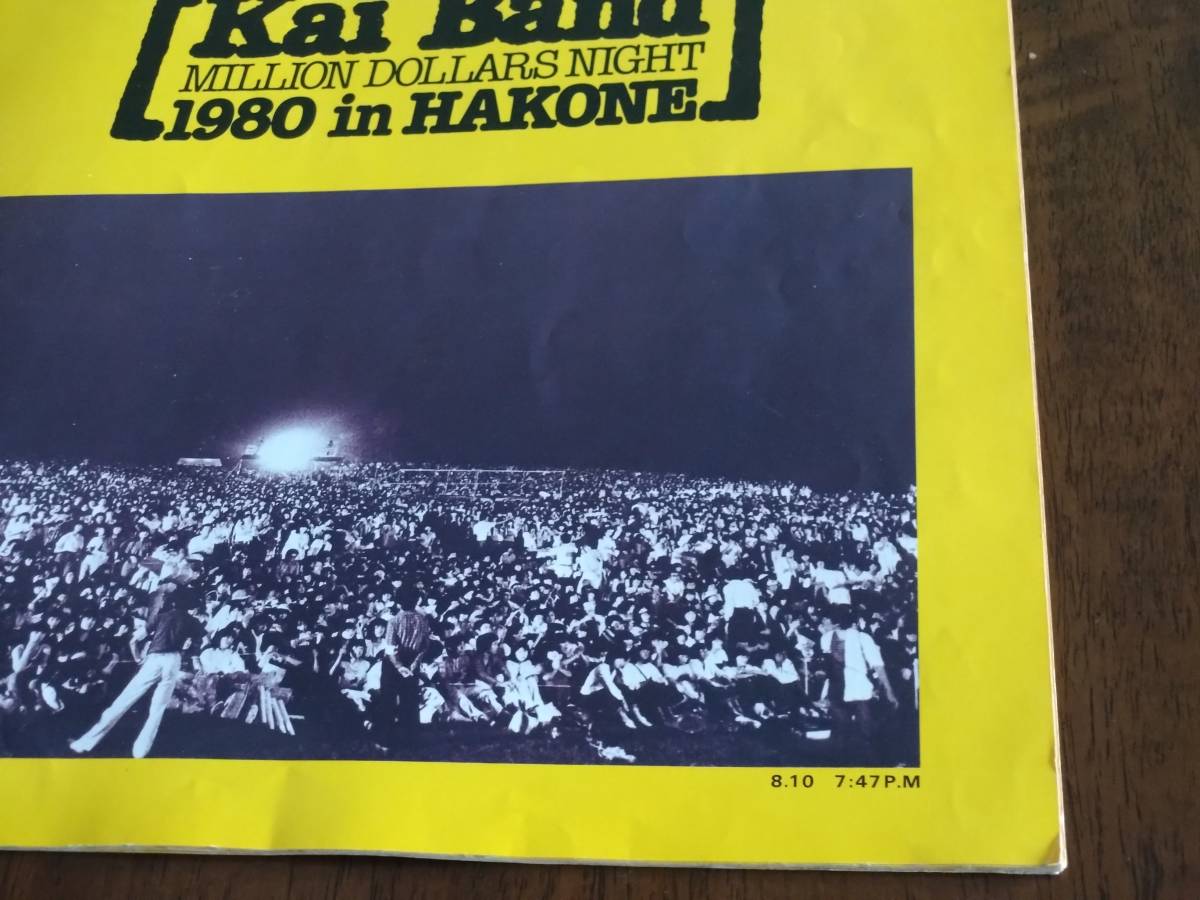 Kai Band
MILLION DOLLARS NIGHT
1980 in HAKONE
8.10 7:47P.M